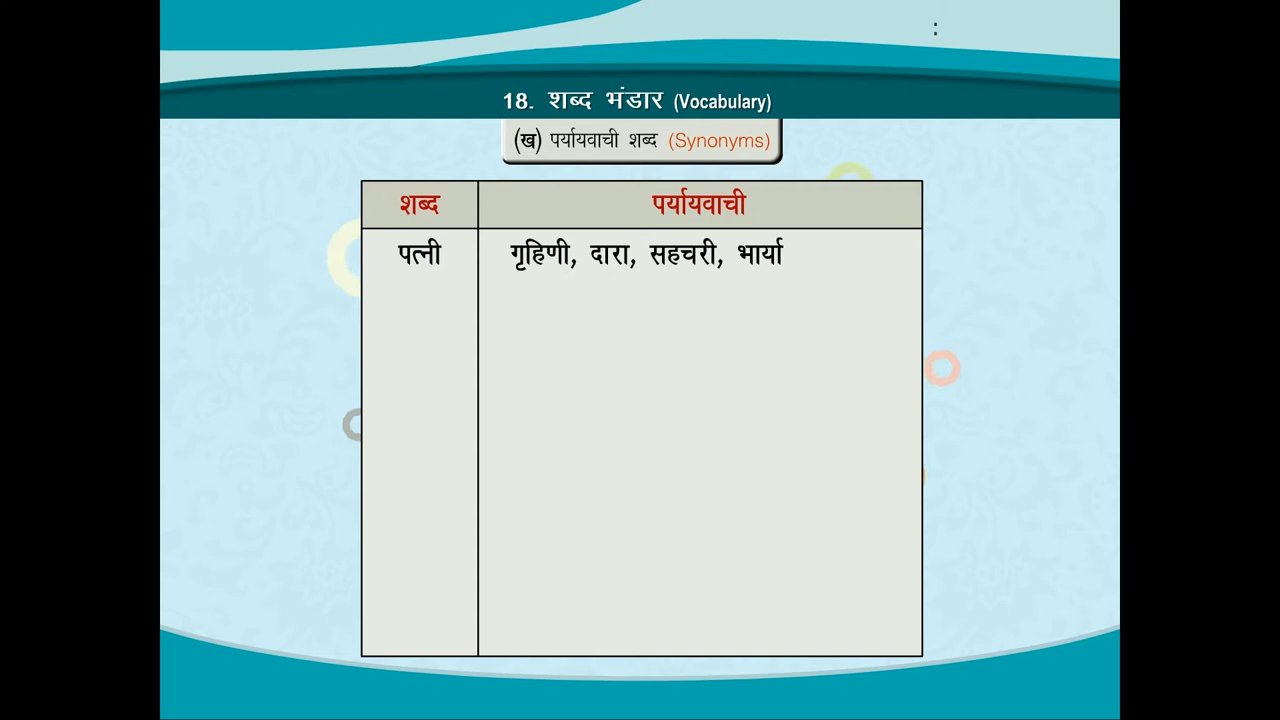 :
18. शब्द भंडार (Vocabulary)
(ख) पर्यायवाची शब्द (Synonyms)
शब्द पर्यायवाची
पत्नी गृहिणी, दारा, सहचरी, भार्या